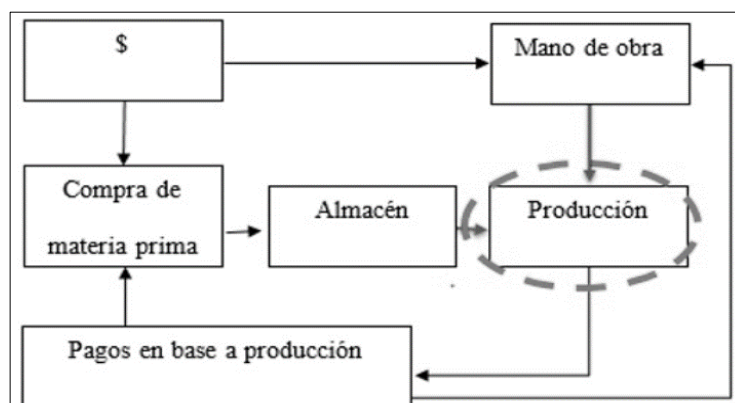 $
Mano de obra
Compra de
materia prima
Almacén
Producción
Pagos en base a producción